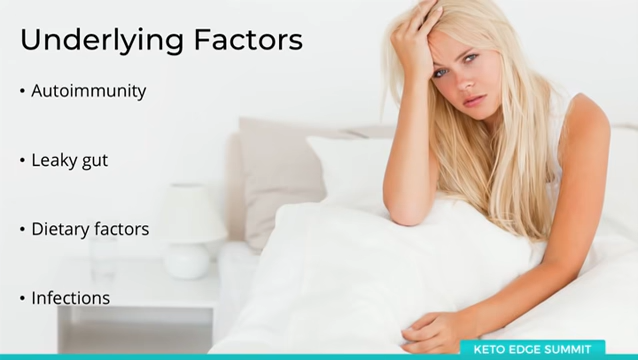 Underlying Factors
• Autoimmunity
• Leaky gut
• Dietary factors
• Infections
KETO EDGE SUMMIT